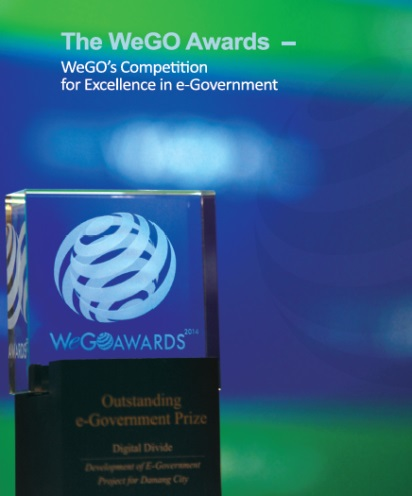 The WeGO Awards –
WeGO's Competition
for Excellence in e-Government
WeGO AWARDS 2014
Outstanding
e-Government Prize
Digital Divide
Development of E-Government
Project for Danang City